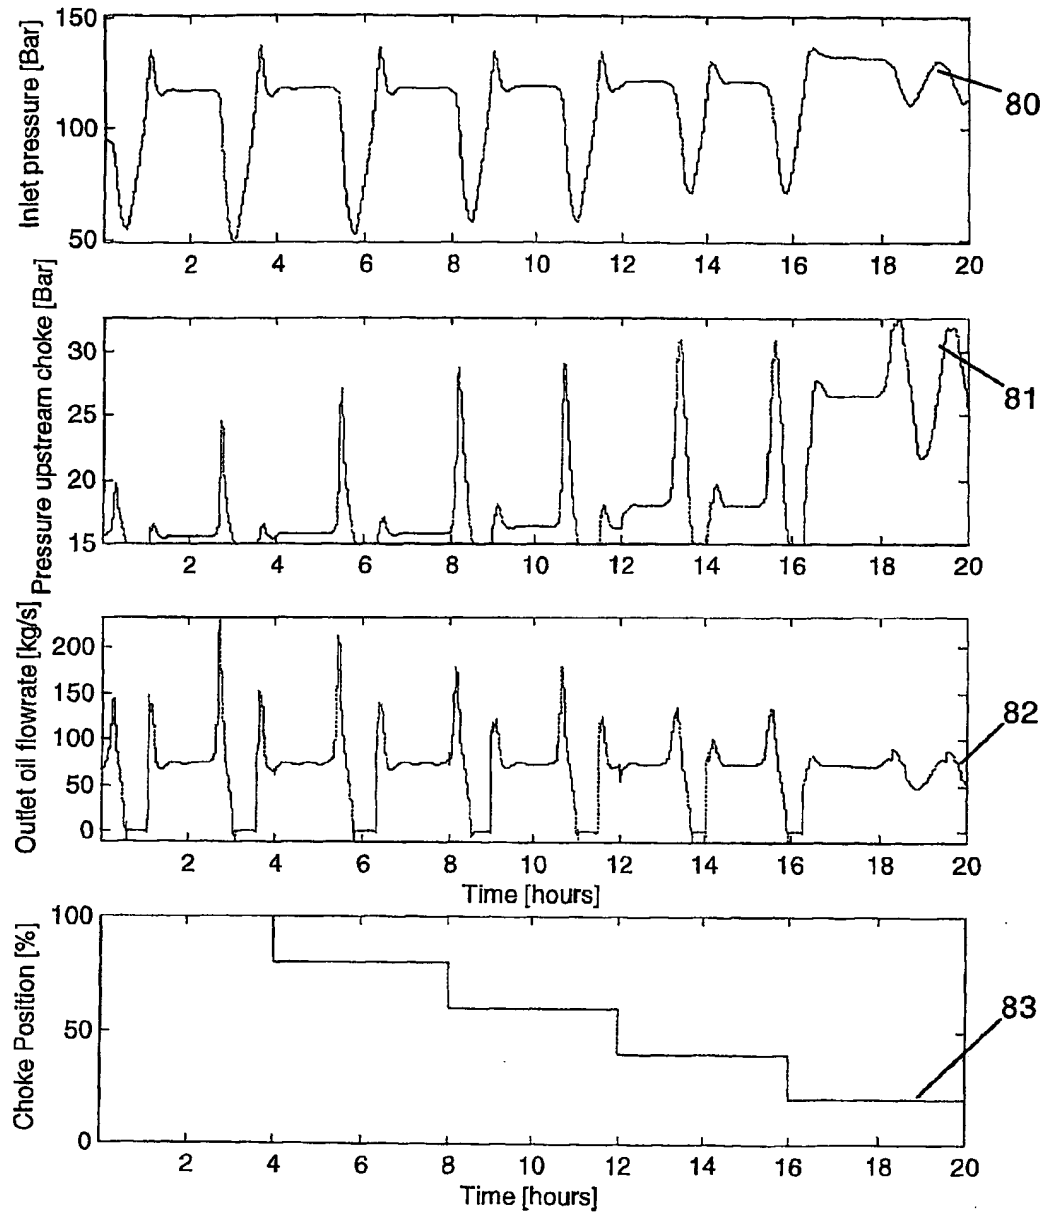 Inlet pressure [Bar]
150
100
50
2 4 6 8 10 12 14 16 18 20
80
Pressure upstream choke [Bar]
30
25
20
15
2 4 6 8 10 12 14 16 18 20
81
Outlet oil flowrate [kg/s]
200
150
100
50
0
2 4 6 8 10 12 14 16 18 20
Time [hours]
82
Choke Position [%]
100
50
0
2 4 6 8 10 12 14 16 18 20
Time [hours]
83